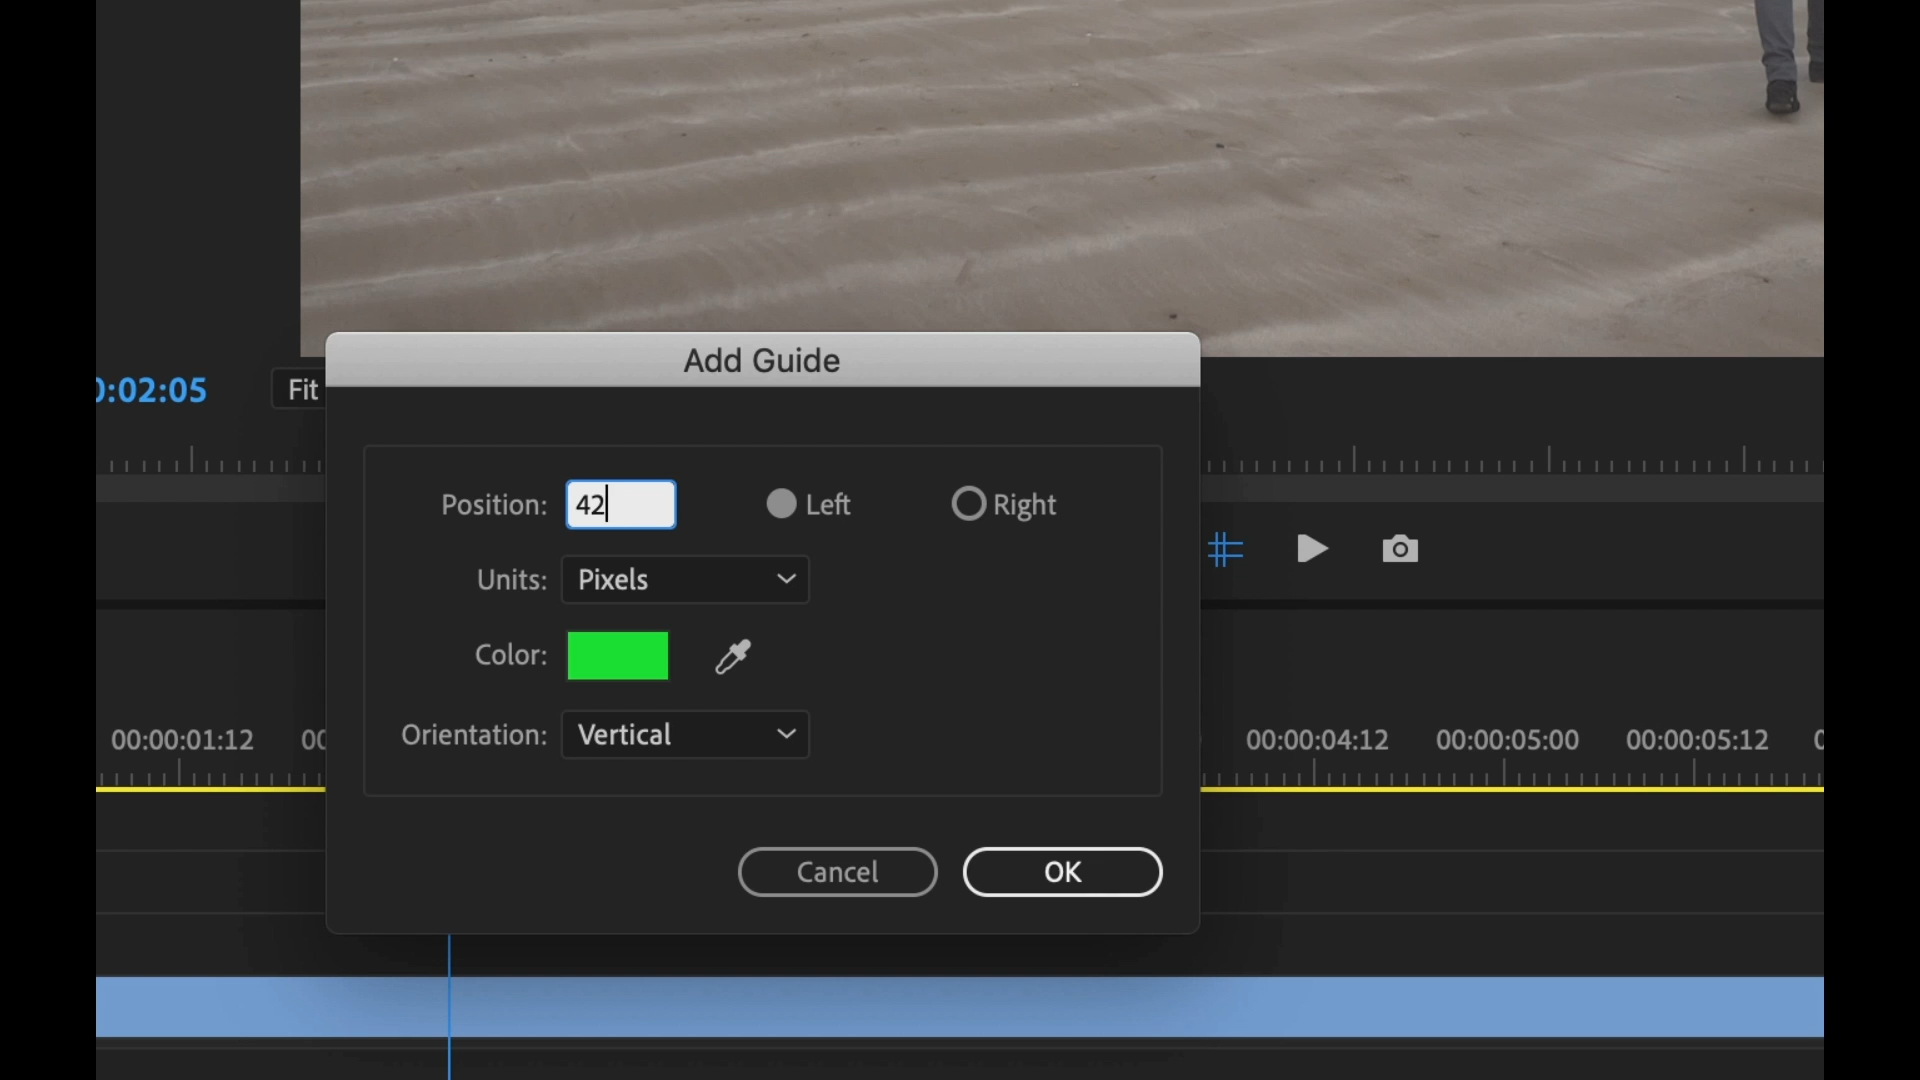 Add Guide
0:02:05
Fit
Position: 42 Left Right
Units: Pixels
Color:
Orientation: Vertical
00:00:01:12
00:00:04:12
00:00:05:00
00:00:05:12
Cancel
OK